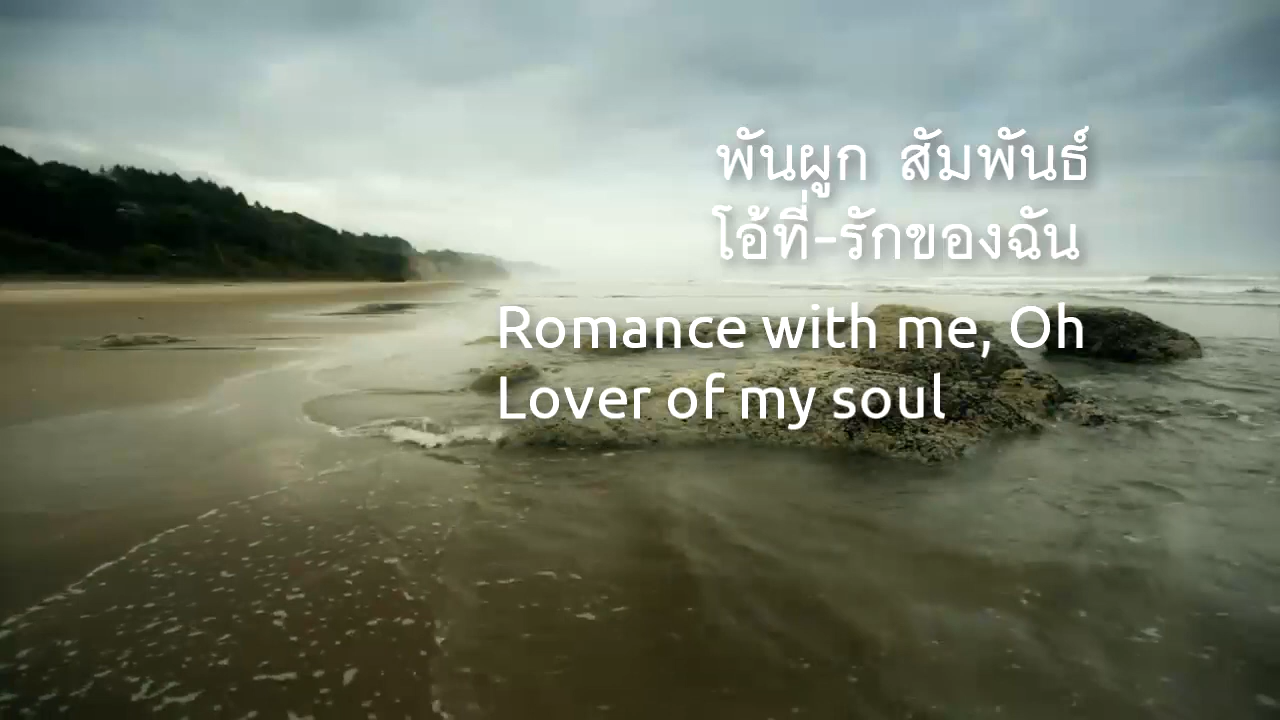 พันผูก สัมพันธ์
โอ้ที่-รักของฉัน
Romance with me, Oh
Lover of my soul